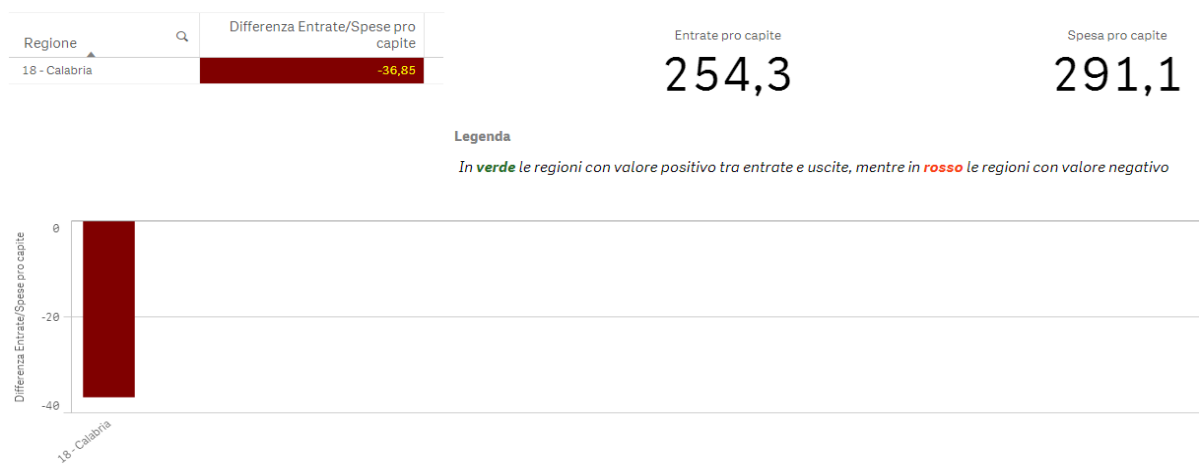 Regione
Differenza Entrate/Spese pro
capite
18 - Calabria
-36,85
Entrate pro capite
254,3
Spesa pro capite
291,1
Legenda
In verde le regioni con valore positivo tra entrate e uscite, mentre in rosso le regioni con valore negativo
Differenza Entrate/Spese pro capite
0
-20
-40
18 - Calabria